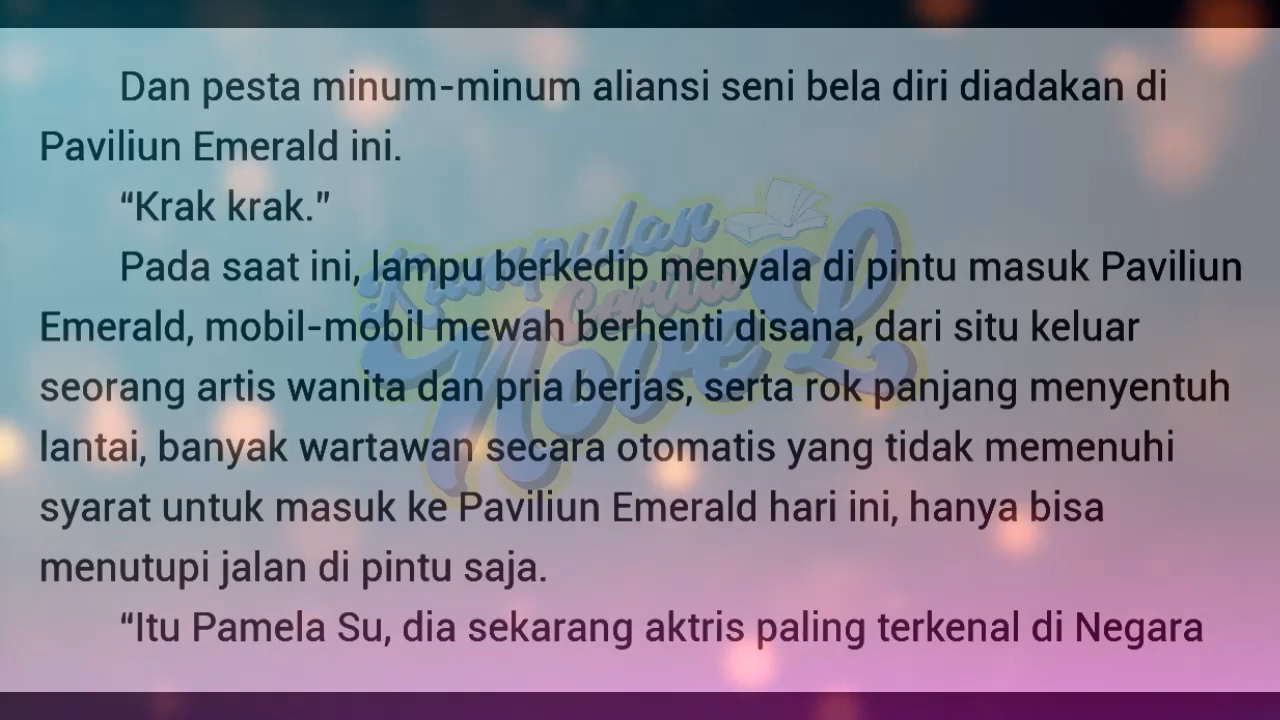 Dan pesta minum-minum aliansi seni bela diri diadakan di
Paviliun Emerald ini.
“Krak krak.”
Pada saat ini, lampu berkedip menyala di pintu masuk Paviliun
Emerald, mobil-mobil mewah berhenti disana, dari situ keluar
seorang artis wanita dan pria berjas, serta rok panjang menyentuh
lantai, banyak wartawan secara otomatis yang tidak memenuhi
syarat untuk masuk ke Paviliun Emerald hari ini, hanya bisa
menutupi jalan di pintu saja.
“Itu Pamela Su, dia sekarang aktris paling terkenal di Negara
Kumpulan
Cerita
Novel